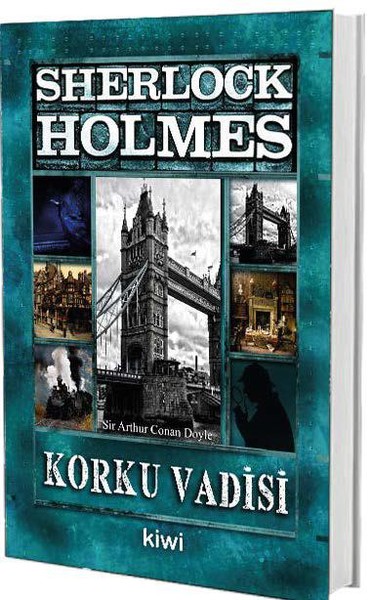 SHERLOCK
HOLMES
Sir Arthur Conan Doyle
KORKU VADİSİ
kiwi